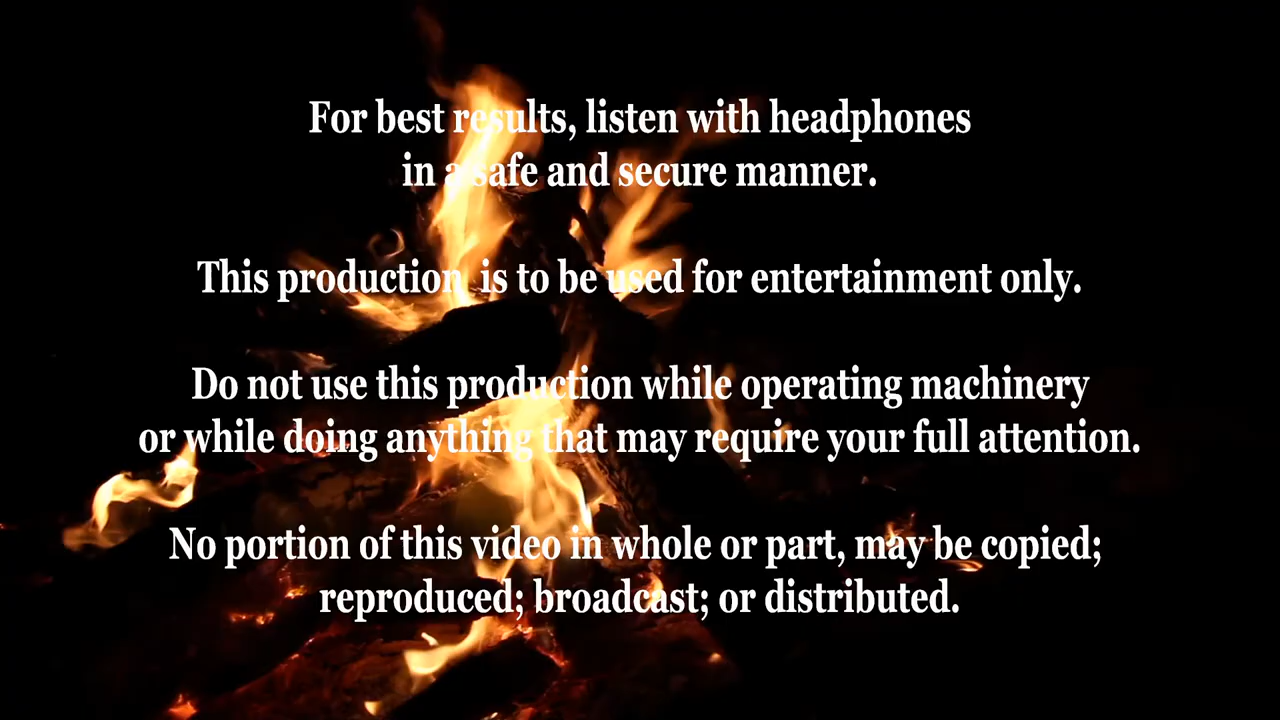 For best results, listen with headphones
in a safe and secure manner.
This production is to be used for entertainment only.
Do not use this production while operating machinery
or while doing anything that may require your full attention.
No portion of this video in whole or part, may be copied;
reproduced; broadcast; or distributed.